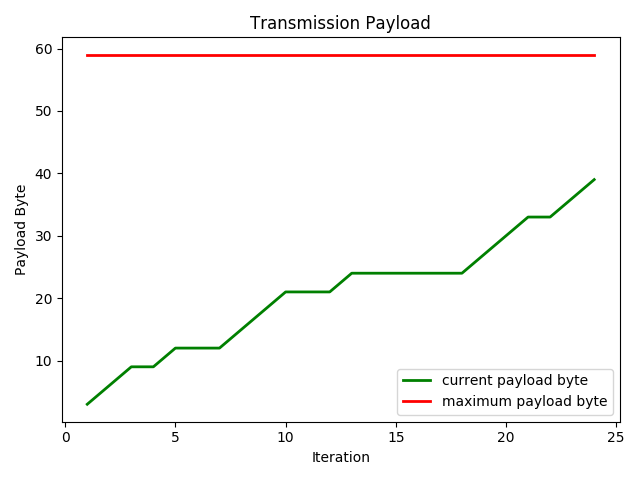 Transmission Payload
60
50
40
30
20
10
Payload Byte
0
5
10
15
20
25
Iteration
current payload byte
maximum payload byte